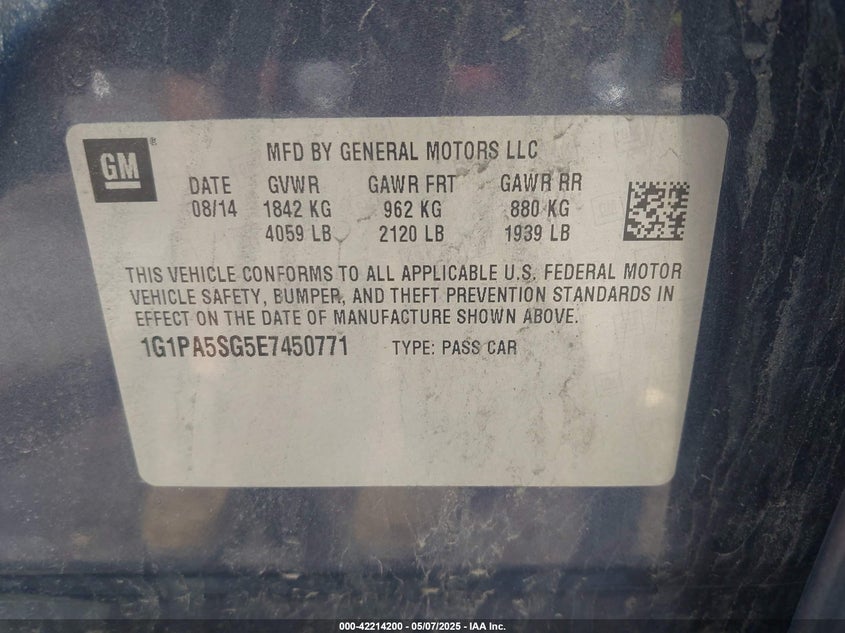 GM
MFD BY GENERAL MOTORS LLC
DATE GVWR GAWR FRT GAWR RR
08/14 1842 KG 962 KG 880 KG
4059 LB 2120 LB 1939 LB
THIS VEHICLE CONFORMS TO ALL APPLICABLE U.S. FEDERAL MOTOR
VEHICLE SAFETY, BUMPER, AND THEFT PREVENTION STANDARDS IN
EFFECT ON THE DATE OF MANUFACTURE SHOWN ABOVE.
1G1PA5SG5E7450771 TYPE: PASS CAR
000-42214200 - 05/07/2025 - IAA Inc.